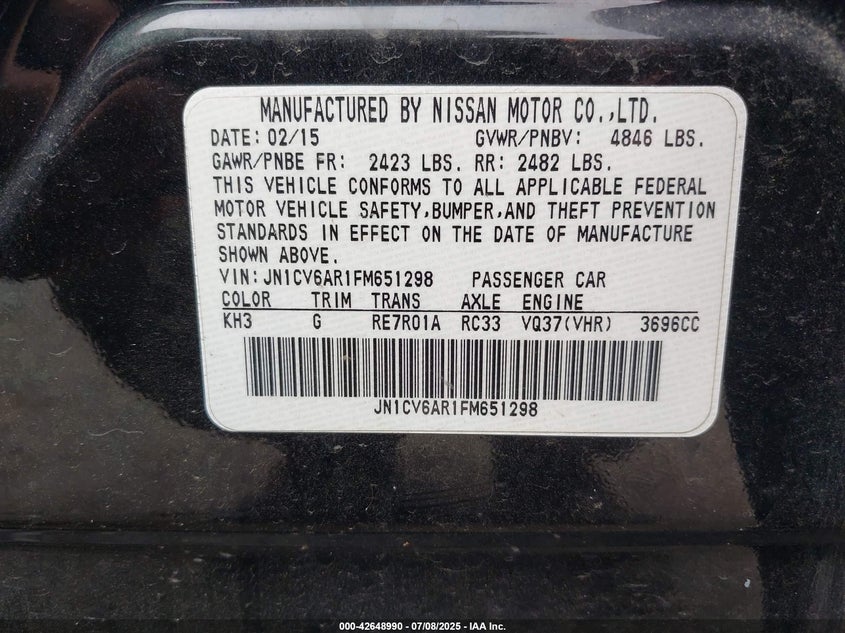 MANUFACTURED BY NISSAN MOTOR CO.,LTD.
DATE: 02/15 GVWR/PNBV: 4846 LBS.
GAWR/PNBE FR: 2423 LBS. RR: 2482 LBS.
THIS VEHICLE CONFORMS TO ALL APPLICABLE FEDERAL
MOTOR VEHICLE SAFETY,BUMPER,AND THEFT PREVENTION
STANDARDS IN EFFECT ON THE DATE OF MANUFACTURE
SHOWN ABOVE.
VIN: JN1CV6AR1FM651298 PASSENGER CAR
COLOR TRIM TRANS AXLE ENGINE
KH3 G RE7R01A RC33 VQ37(VHR) 3696CC
JN1CV6AR1FM651298
000-42648990 - 07/08/2025 - IAA Inc.